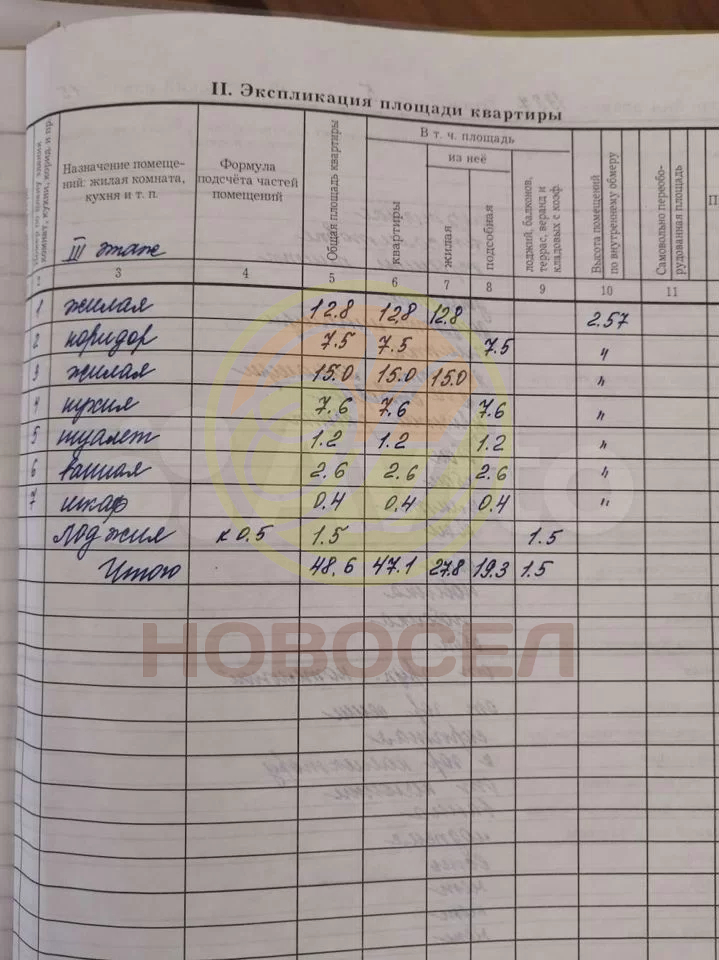 II. Экспликация площади квартиры
Назначение помеще-
ний: жилая комната,
кухня и т. п.
Формула
подсчёта частей
помещений
Общая площадь квартиры
В т. ч. площадь
из неё
квартиры
жилая
подсобная
лоджий, балконов,
террас, веранд и
кладовых с коэф.
Высота помещений
по внутреннему обмеру
Самовольно переобо-
рудованная площадь
III этаж
2 3 4 5 6 7 8 9 10 11
1 жилая 12.8 12,8 12.8 2.57
2 коридор 7.5 7.5 7.5 "
3 жилая 15.0 15.0 15.0 "
4 кухня 7.6 7.6 7.6 "
5 туалет 1.2 1.2 1.2 "
6 ванная 2.6 2.6 2.6 "
7 шкаф 0.4 0,4 0.4 "
лоджия к 0.5 1.5 1.5
Итого 48,6 47.1 27.8 19.3 1.5
НОВОСЕЛ